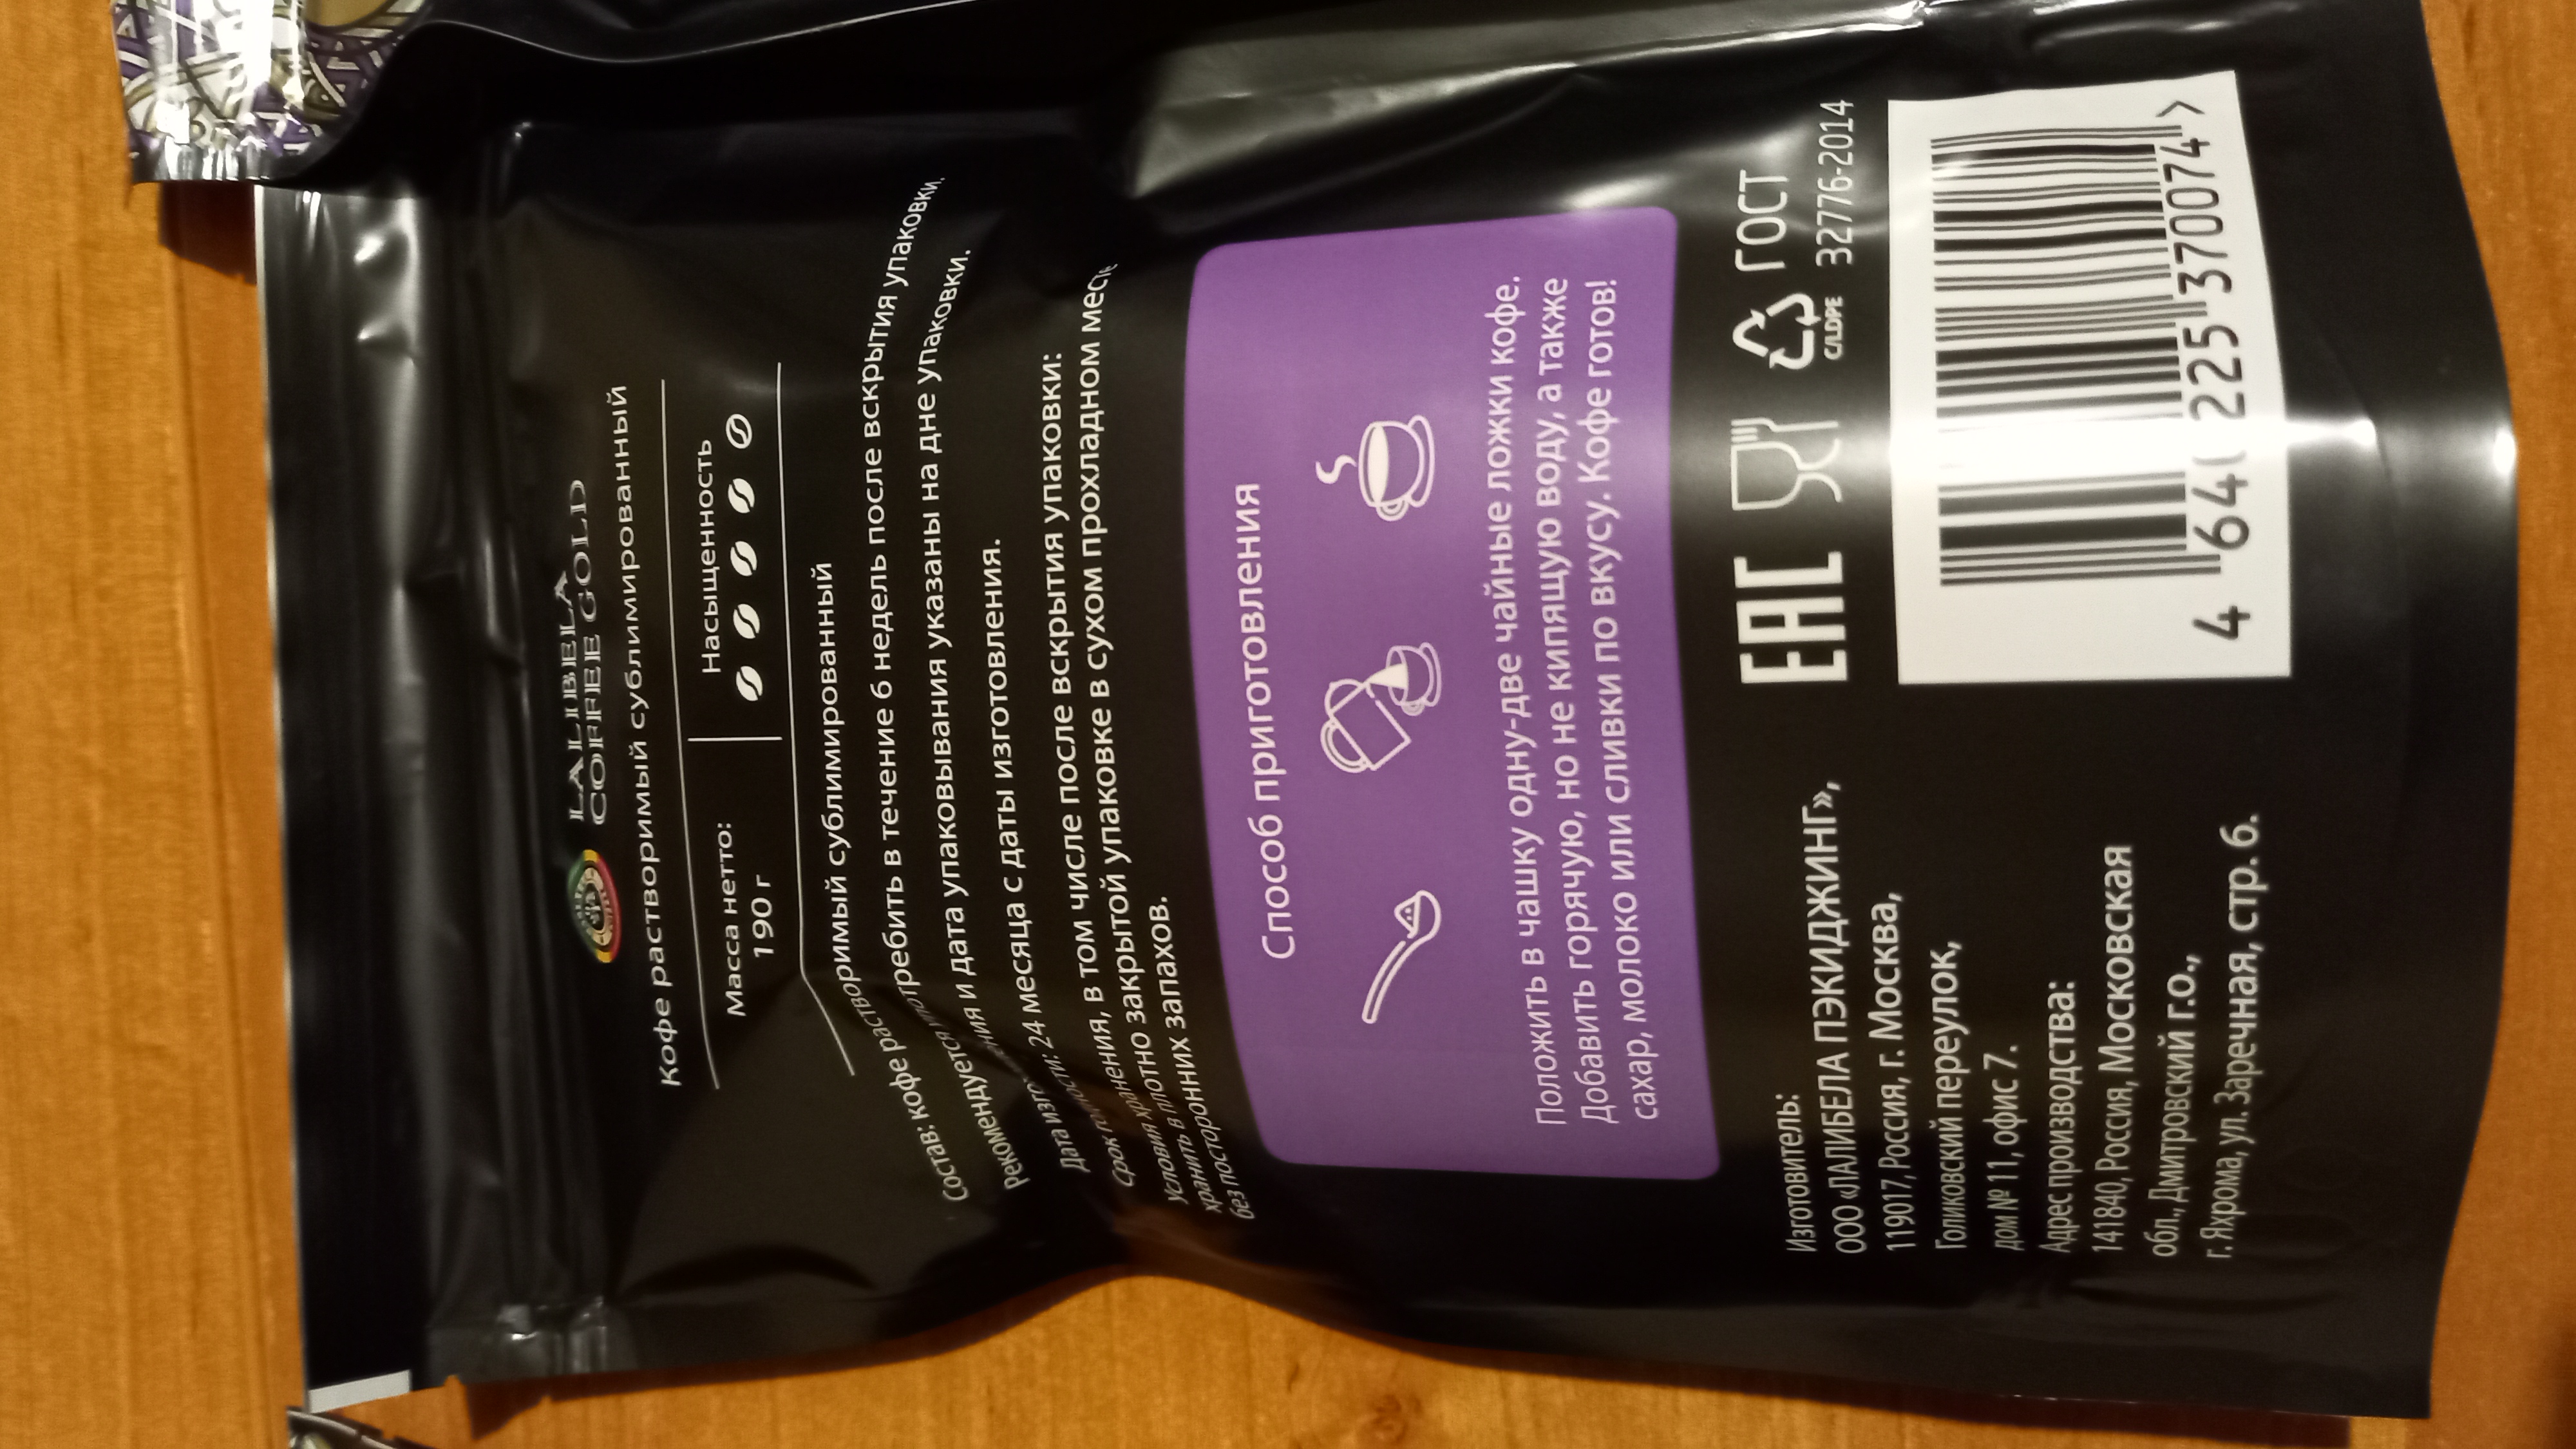 LALIBELA
COFFEE GOLD
Кофе растворимый сублимированный
Масса нетто:
190 г
Насыщенность
Состав: кофе растворимый сублимированный
Рекомендуется употребить в течение 6 недель после вскрытия упаковки.
Дата изготовления и дата упаковывания указаны на дне упаковки.
Срок годности: 24 месяца с даты изготовления.
Условия хранения, в том числе после вскрытия упаковки:
хранить в плотно закрытой упаковке в сухом прохладном месте
без посторонних запахов.
Способ приготовления
Положить в чашку одну-две чайные ложки кофе.
Добавить горячую, но не кипящую воду, а также
сахар, молоко или сливки по вкусу. Кофе готов!
Изготовитель:
ООО «ЛАЛИБЕЛА ПЭКИДЖИНГ»,
119017, Россия, г. Москва,
Голиковский переулок,
дом № 11, офис 7.
Адрес производства:
141840, Россия, Московская
обл., Дмитровский г.о.,
г. Яхрома, ул. Заречная, стр. 6.
EAC
C/LDPE
ГОСТ
32776-2014
4 640225 370074 >